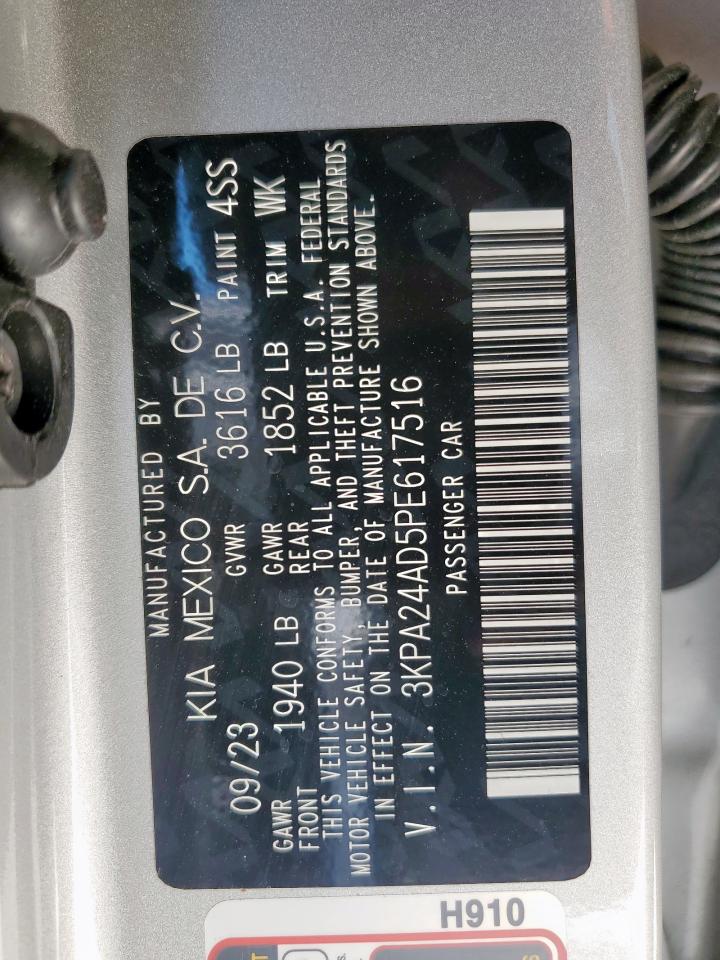 MANUFACTURED BY
KIA MEXICO S.A. DE C.V.
09/23 GVWR 3616 LB PAINT 4SS
GAWR FRONT 1940 LB GAWR REAR 1852 LB TRIM WK
THIS VEHICLE CONFORMS TO ALL APPLICABLE U.S.A. FEDERAL
MOTOR VEHICLE SAFETY, BUMPER, AND THEFT PREVENTION STANDARDS
IN EFFECT ON THE DATE OF MANUFACTURE SHOWN ABOVE.
V.I.N. 3KPA24AD5PE617516
PASSENGER CAR
H910